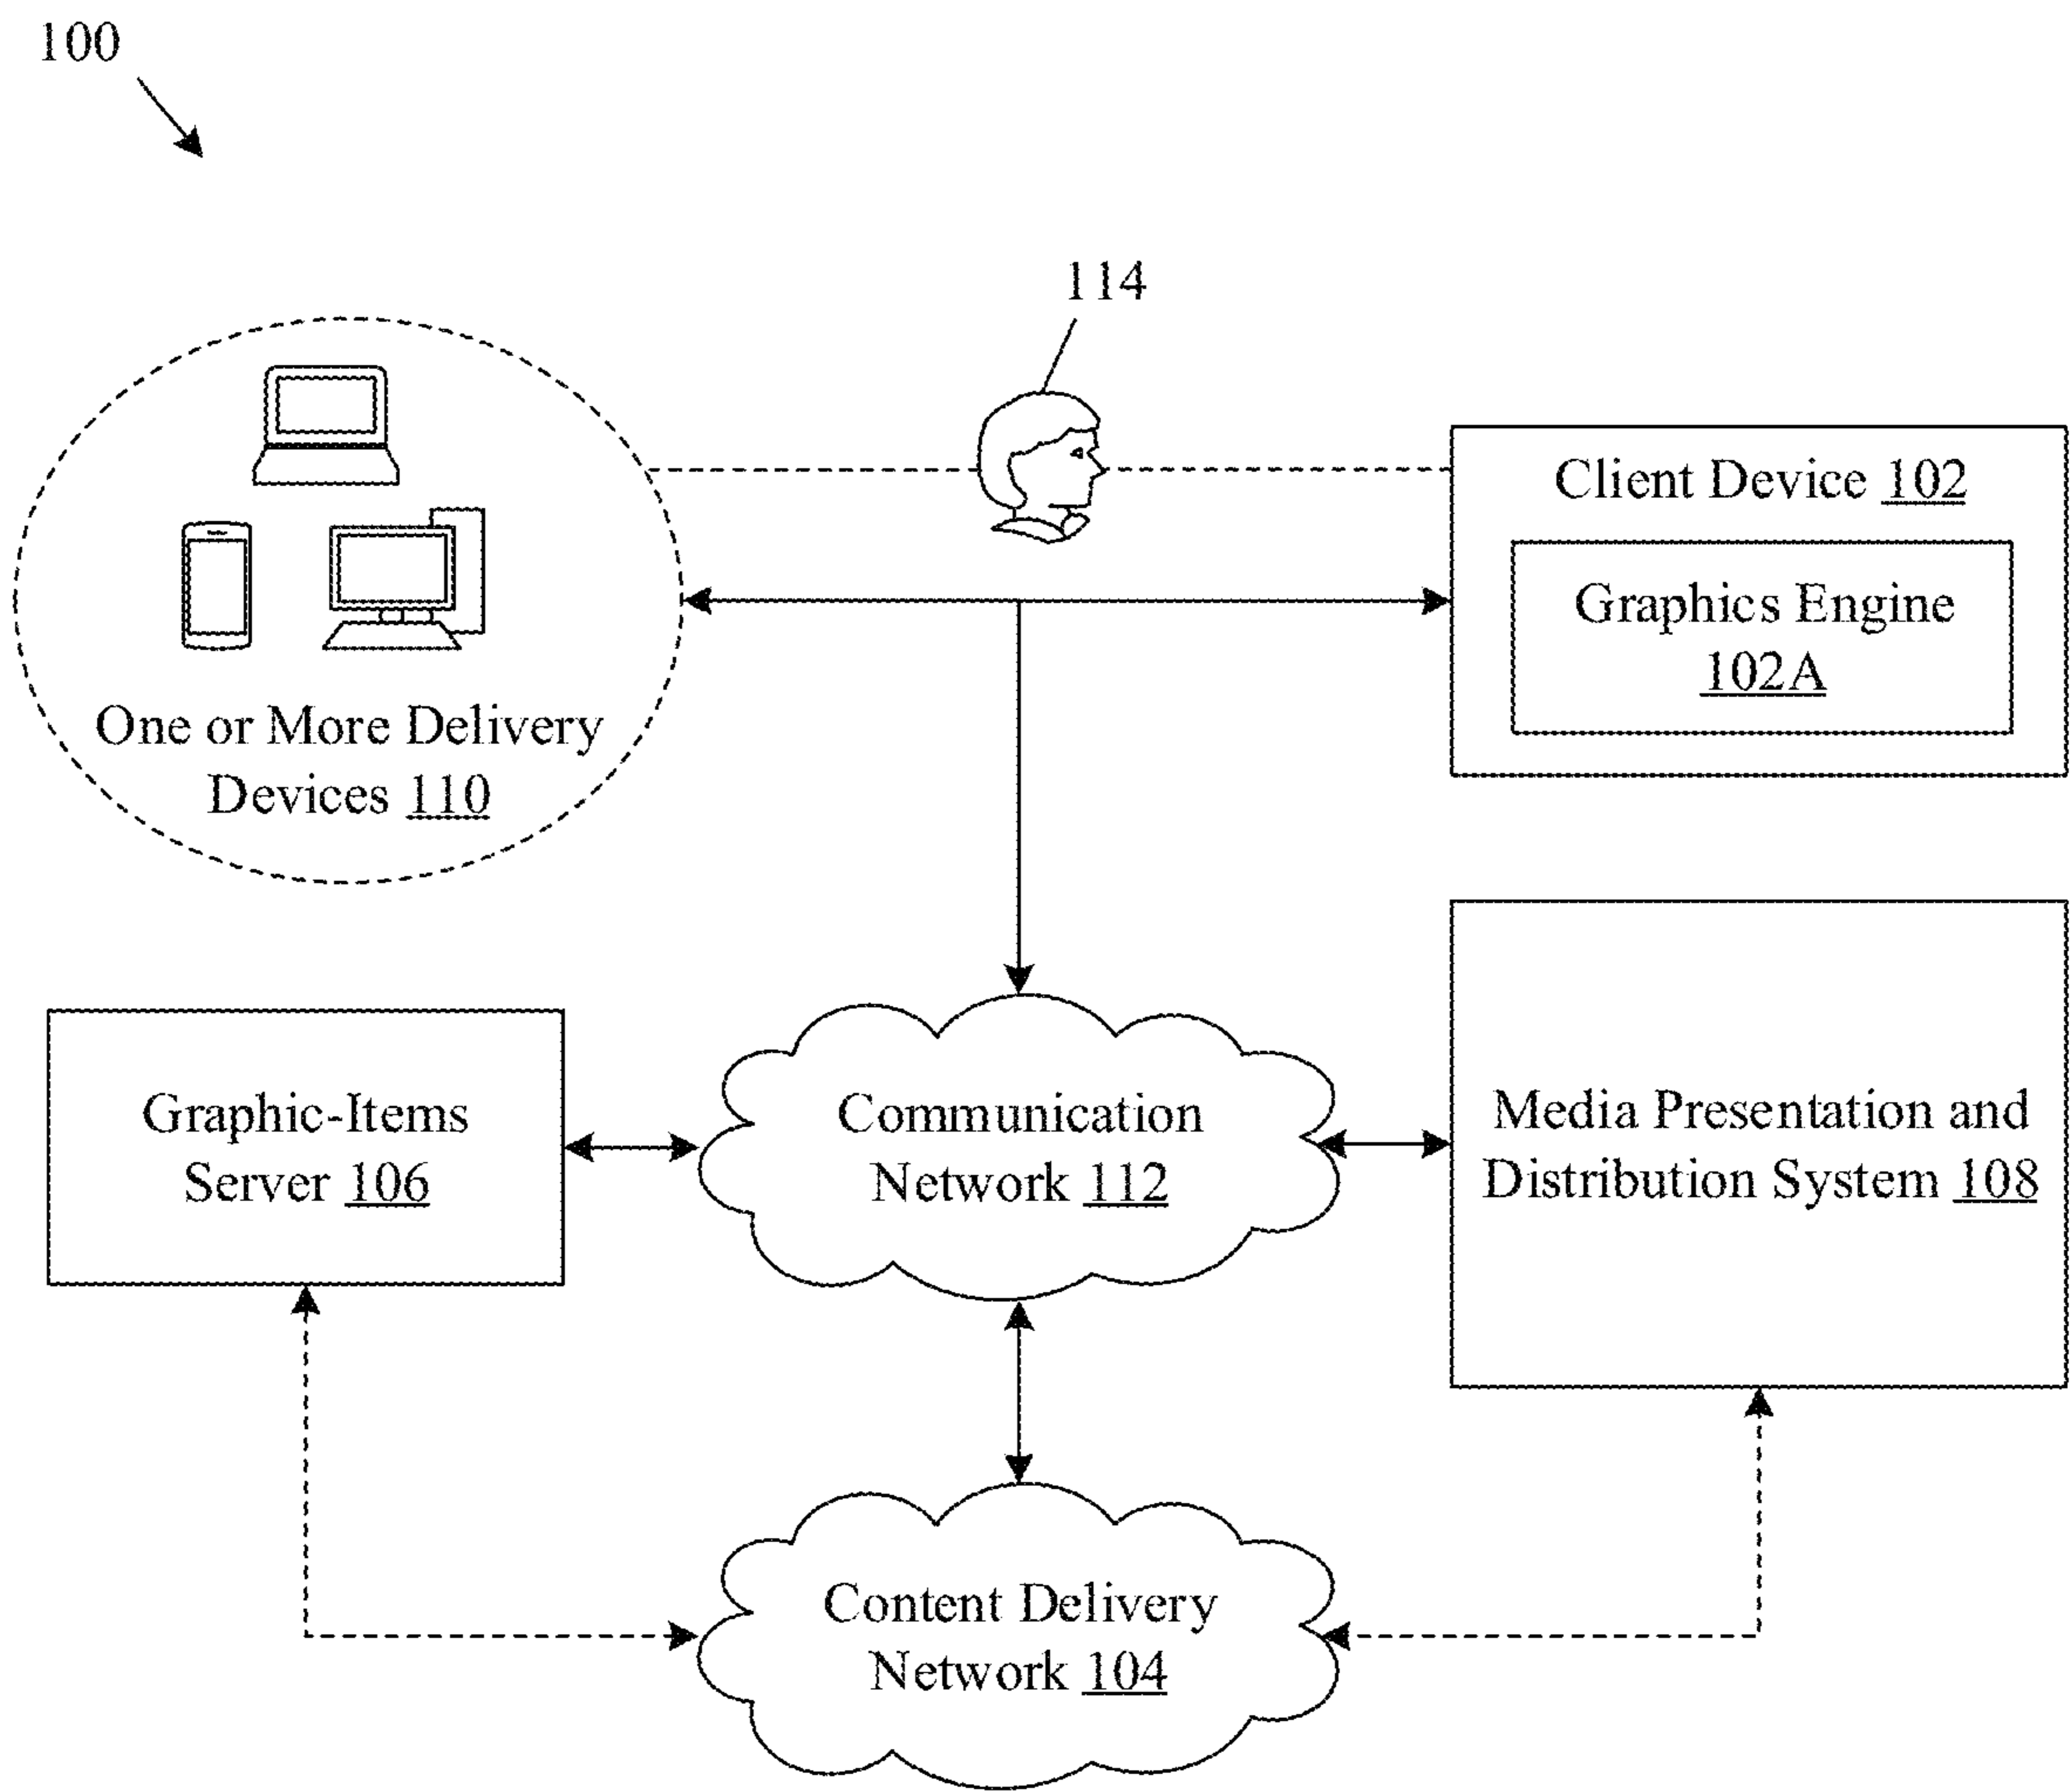 100
114
Client Device 102
Graphics Engine
102A
One or More Delivery
Devices 110
Graphic-Items
Server 106
Communication
Network 112
Media Presentation and
Distribution System 108
Content Delivery
Network 104